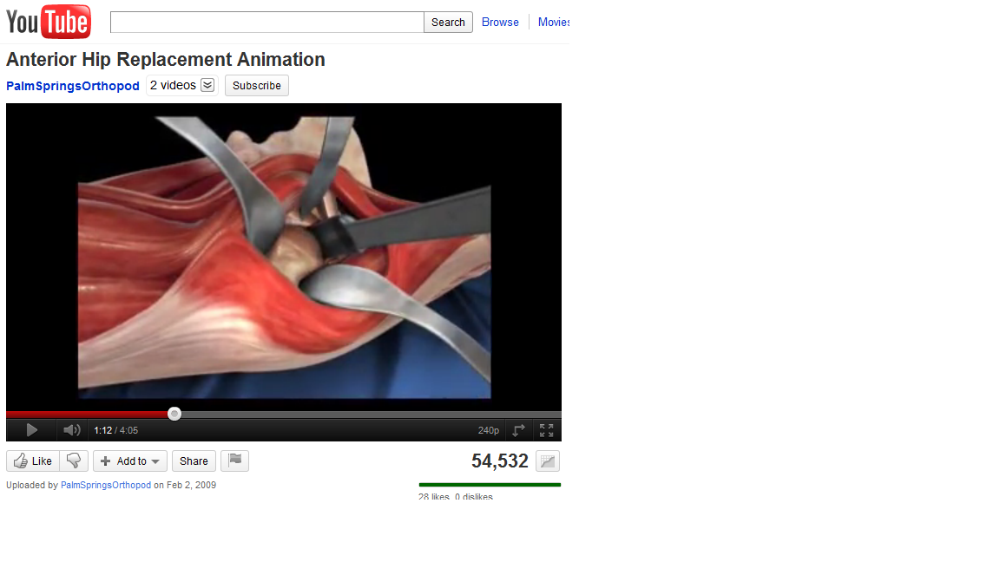 YouTube Search Browse Movies
Anterior Hip Replacement Animation
PalmSpringsOrthopod 2 videos Subscribe
1:12 / 4:05 240p
Like Add to Share 54,532
Uploaded by PalmSpringsOrthopod on Feb 2, 2009
28 likes, 0 dislikes